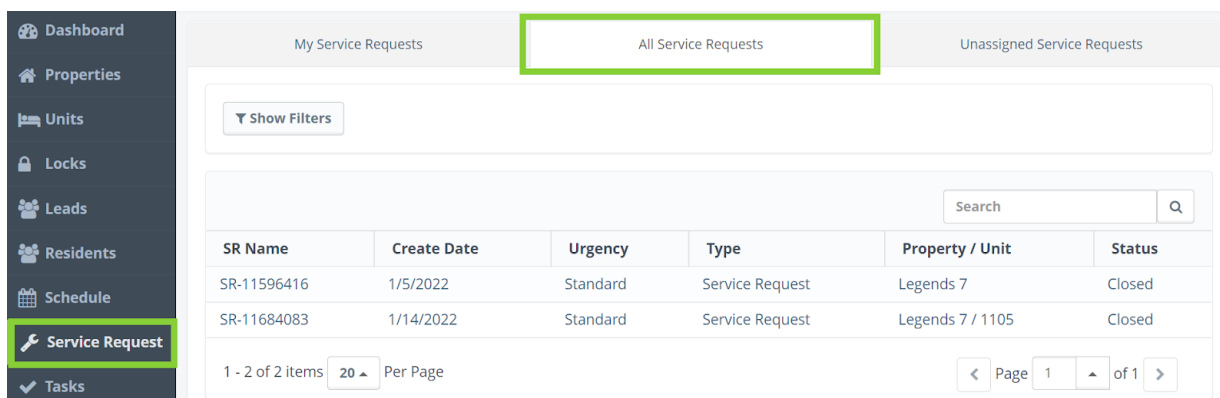 Dashboard
Properties
Units
Locks
Leads
Residents
Schedule
Service Request
Tasks
My Service Requests All Service Requests Unassigned Service Requests
Show Filters
Search
SR Name Create Date Urgency Type Property / Unit Status
SR-11596416 1/5/2022 Standard Service Request Legends 7 Closed
SR-11684083 1/14/2022 Standard Service Request Legends 7 / 1105 Closed
1 - 2 of 2 items 20 Per Page Page 1 of 1